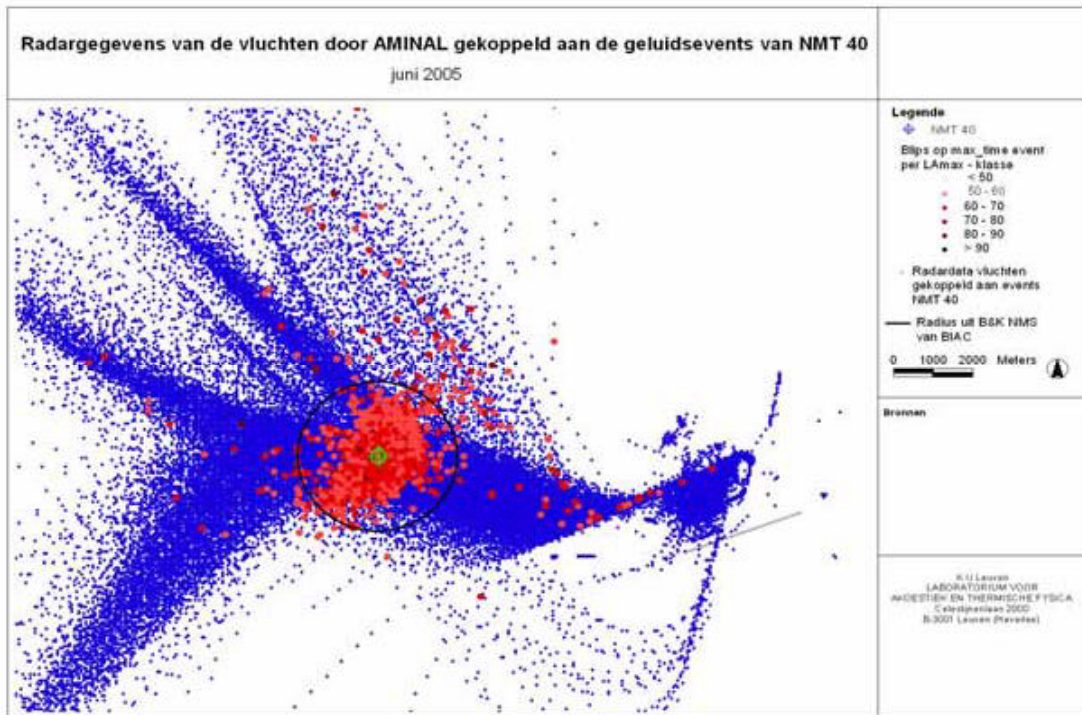 Radargegevens van de vluchten door AMINAL gekoppeld aan de geluidsevents van NMT 40
juni 2005
Legende
NMT 40
Blips op max_time event
per LAmax - klasse
< 50
50 - 60
60 - 70
70 - 80
80 - 90
> 90
Radardata vluchten
gekoppeld aan events
NMT 40
Radius uit B&K NMS
van BIAC
0 1000 2000 Meters
Bronnen
K.U.Leuven
LABORATORIUM VOOR
AKOESTIEK EN THERMISCHE FYSICA
Celestijnenlaan 200D
B-3001 Leuven (Heverlee)